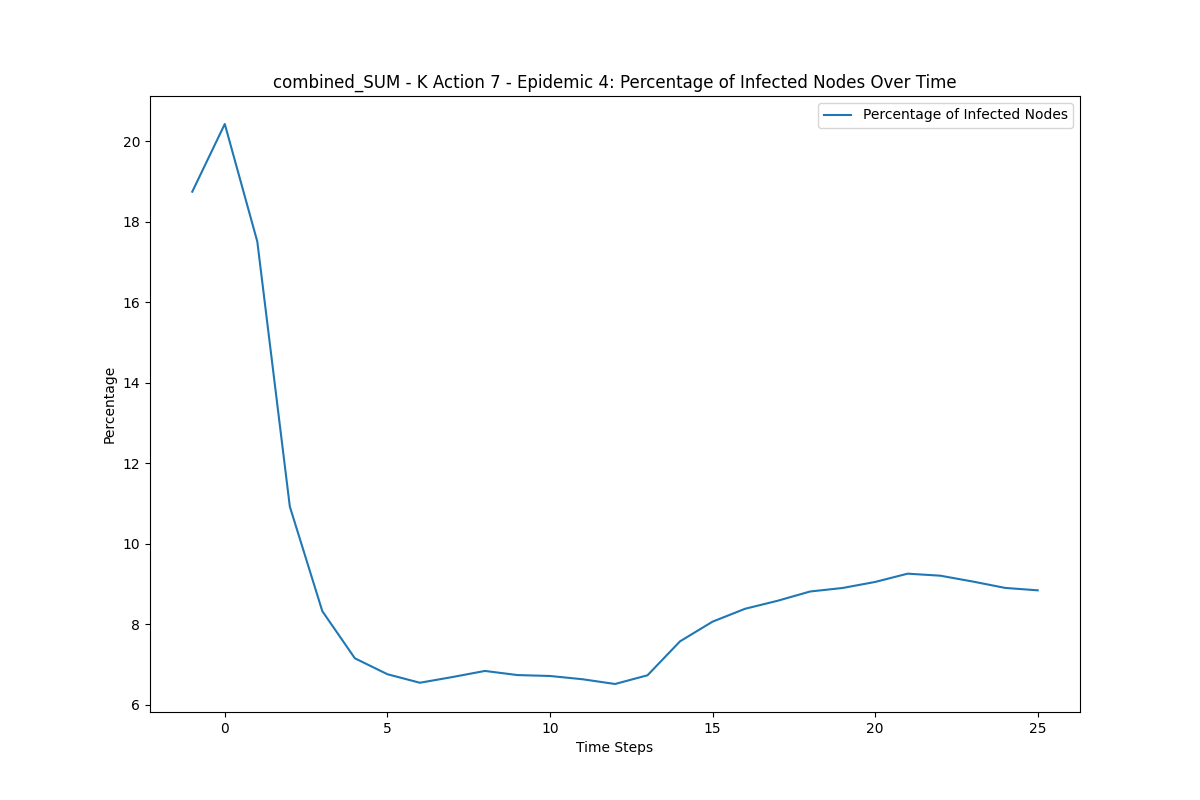 combined_SUM - K Action 7 - Epidemic 4: Percentage of Infected Nodes Over Time
Percentage of Infected Nodes
20
18
16
14
12
10
8
6
Percentage
0 5 10 15 20 25
Time Steps